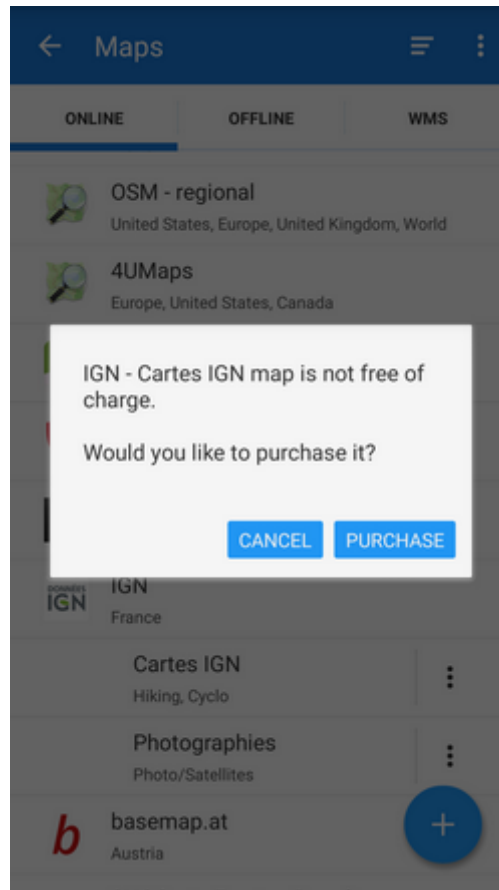 Maps
ONLINE OFFLINE WMS
OSM - regional
United States, Europe, United Kingdom, World
4UMaps
Europe, United States, Canada
IGN - Cartes IGN map is not free of
charge.
Would you like to purchase it?
CANCEL PURCHASE
DONNÉES
IGN
IGN
France
Cartes IGN
Hiking, Cyclo
Photographies
Photo/Satellites
b
basemap.at
Austria